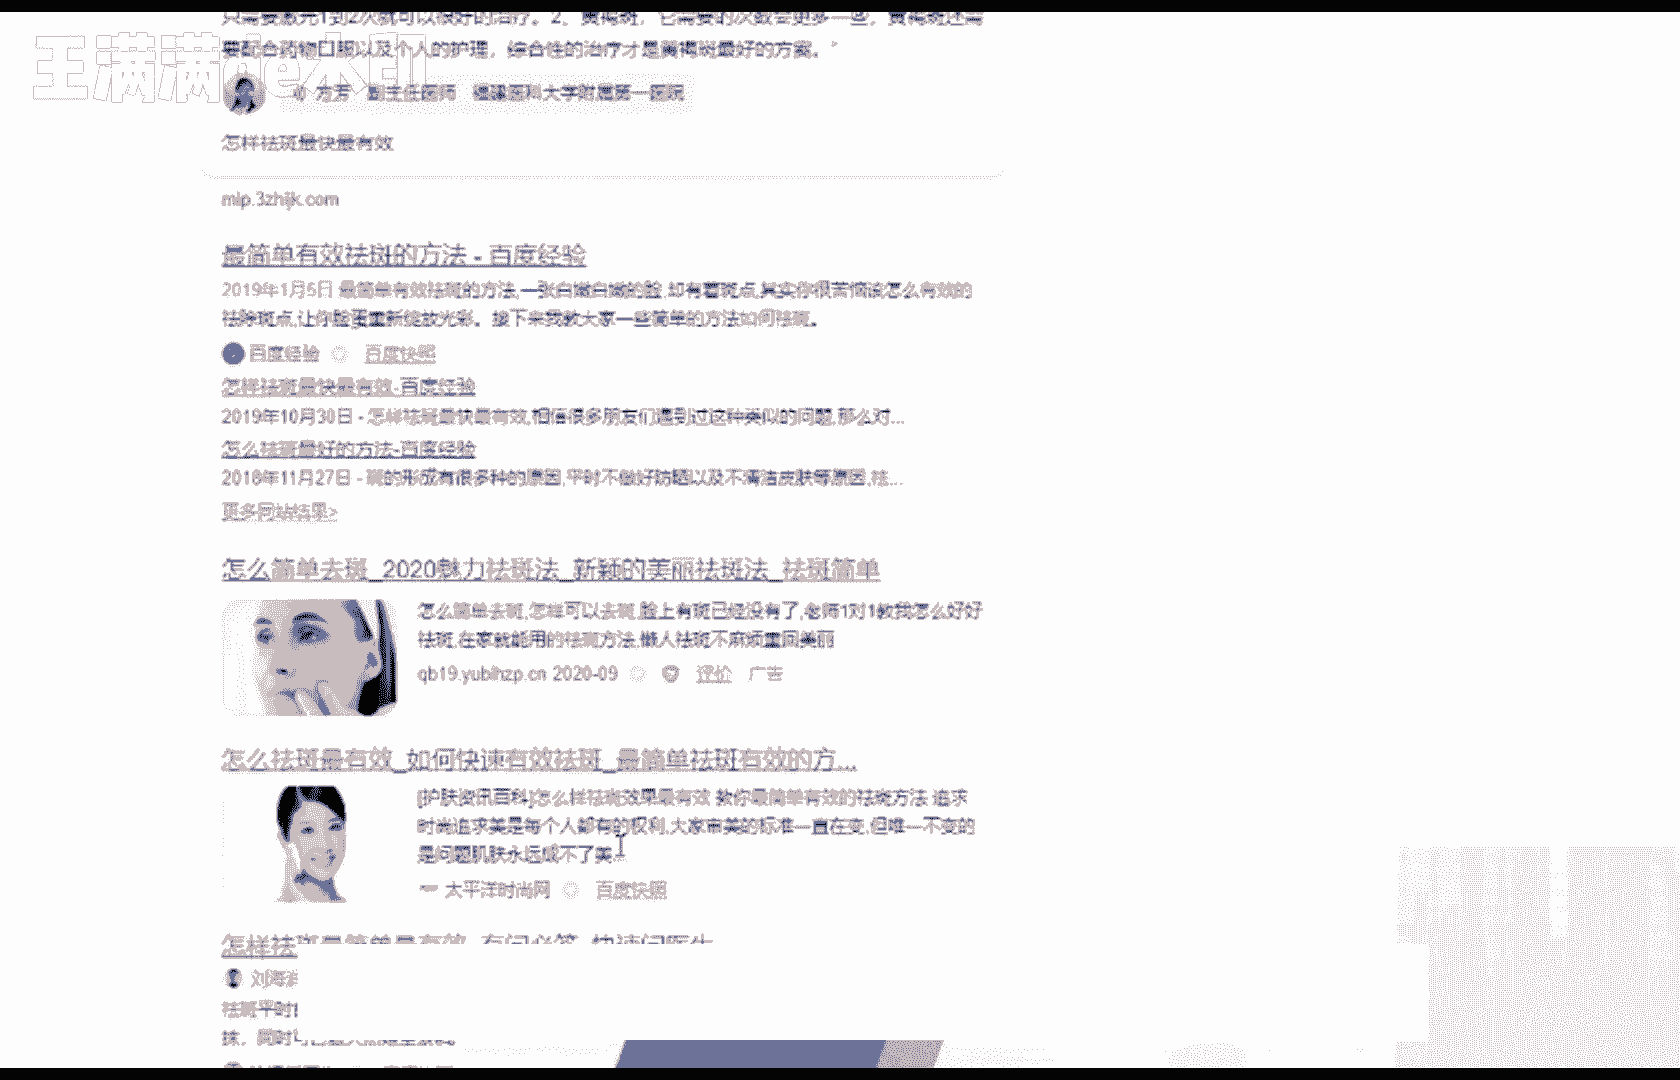 只需要激光1到2次就可以很好的治疗。2，黄褐斑，它需要的次数会更多一些，黄褐斑还需
要配合药物口服以及个人的护理，综合性的治疗才是黄褐斑最好的方案。
王满满de水印
方芳 副主任医师 福建医科大学附属第一医院
怎样祛斑最快最有效
mip.3zhijk.com
最简单有效祛斑的方法 - 百度经验
2019年1月5日 最简单有效祛斑的方法,一张白嫩白嫩的脸,却有着斑点,其实你很苦恼该怎么有效的
祛除斑点,让你脸蛋重新绽放光彩。接下来我教大家一些简单的方法如何祛斑。
百度经验 百度快照
怎样祛斑最快最有效-百度经验
2019年10月30日 - 怎样祛斑最快最有效,相信很多朋友们遇到过这种类似的问题,那么对...
怎么祛斑最好的方法-百度经验
2018年11月27日 - 斑的形成有很多种的原因,平时不做好防晒以及不清洁皮肤等原因,祛...
更多同站结果>
怎么简单去斑_2020魅力祛斑法_新颖的美丽祛斑法_祛斑简单
怎么简单去斑,怎样可以去斑,脸上有斑已经没有了,老师1对1教我怎么好好
祛斑,在家就能用的祛斑方法,懒人祛斑不麻烦重回美丽
qb19.yubihzp.cn 2020-09 评价 广告
怎么祛斑最有效_如何快速有效祛斑_最简单祛斑有效的方...
[护肤资讯百科]怎么样祛斑效果最有效 教你最简单有效的祛斑方法 追求
时尚追求美是每个人都有的权利,大家审美的标准一直在变,但唯一不变的
是问题肌肤永远成不了美...
太平洋时尚网 百度快照
怎样祛斑最简单最有效_有问必答_快速问医生
刘海
祛斑平时
抹，同时